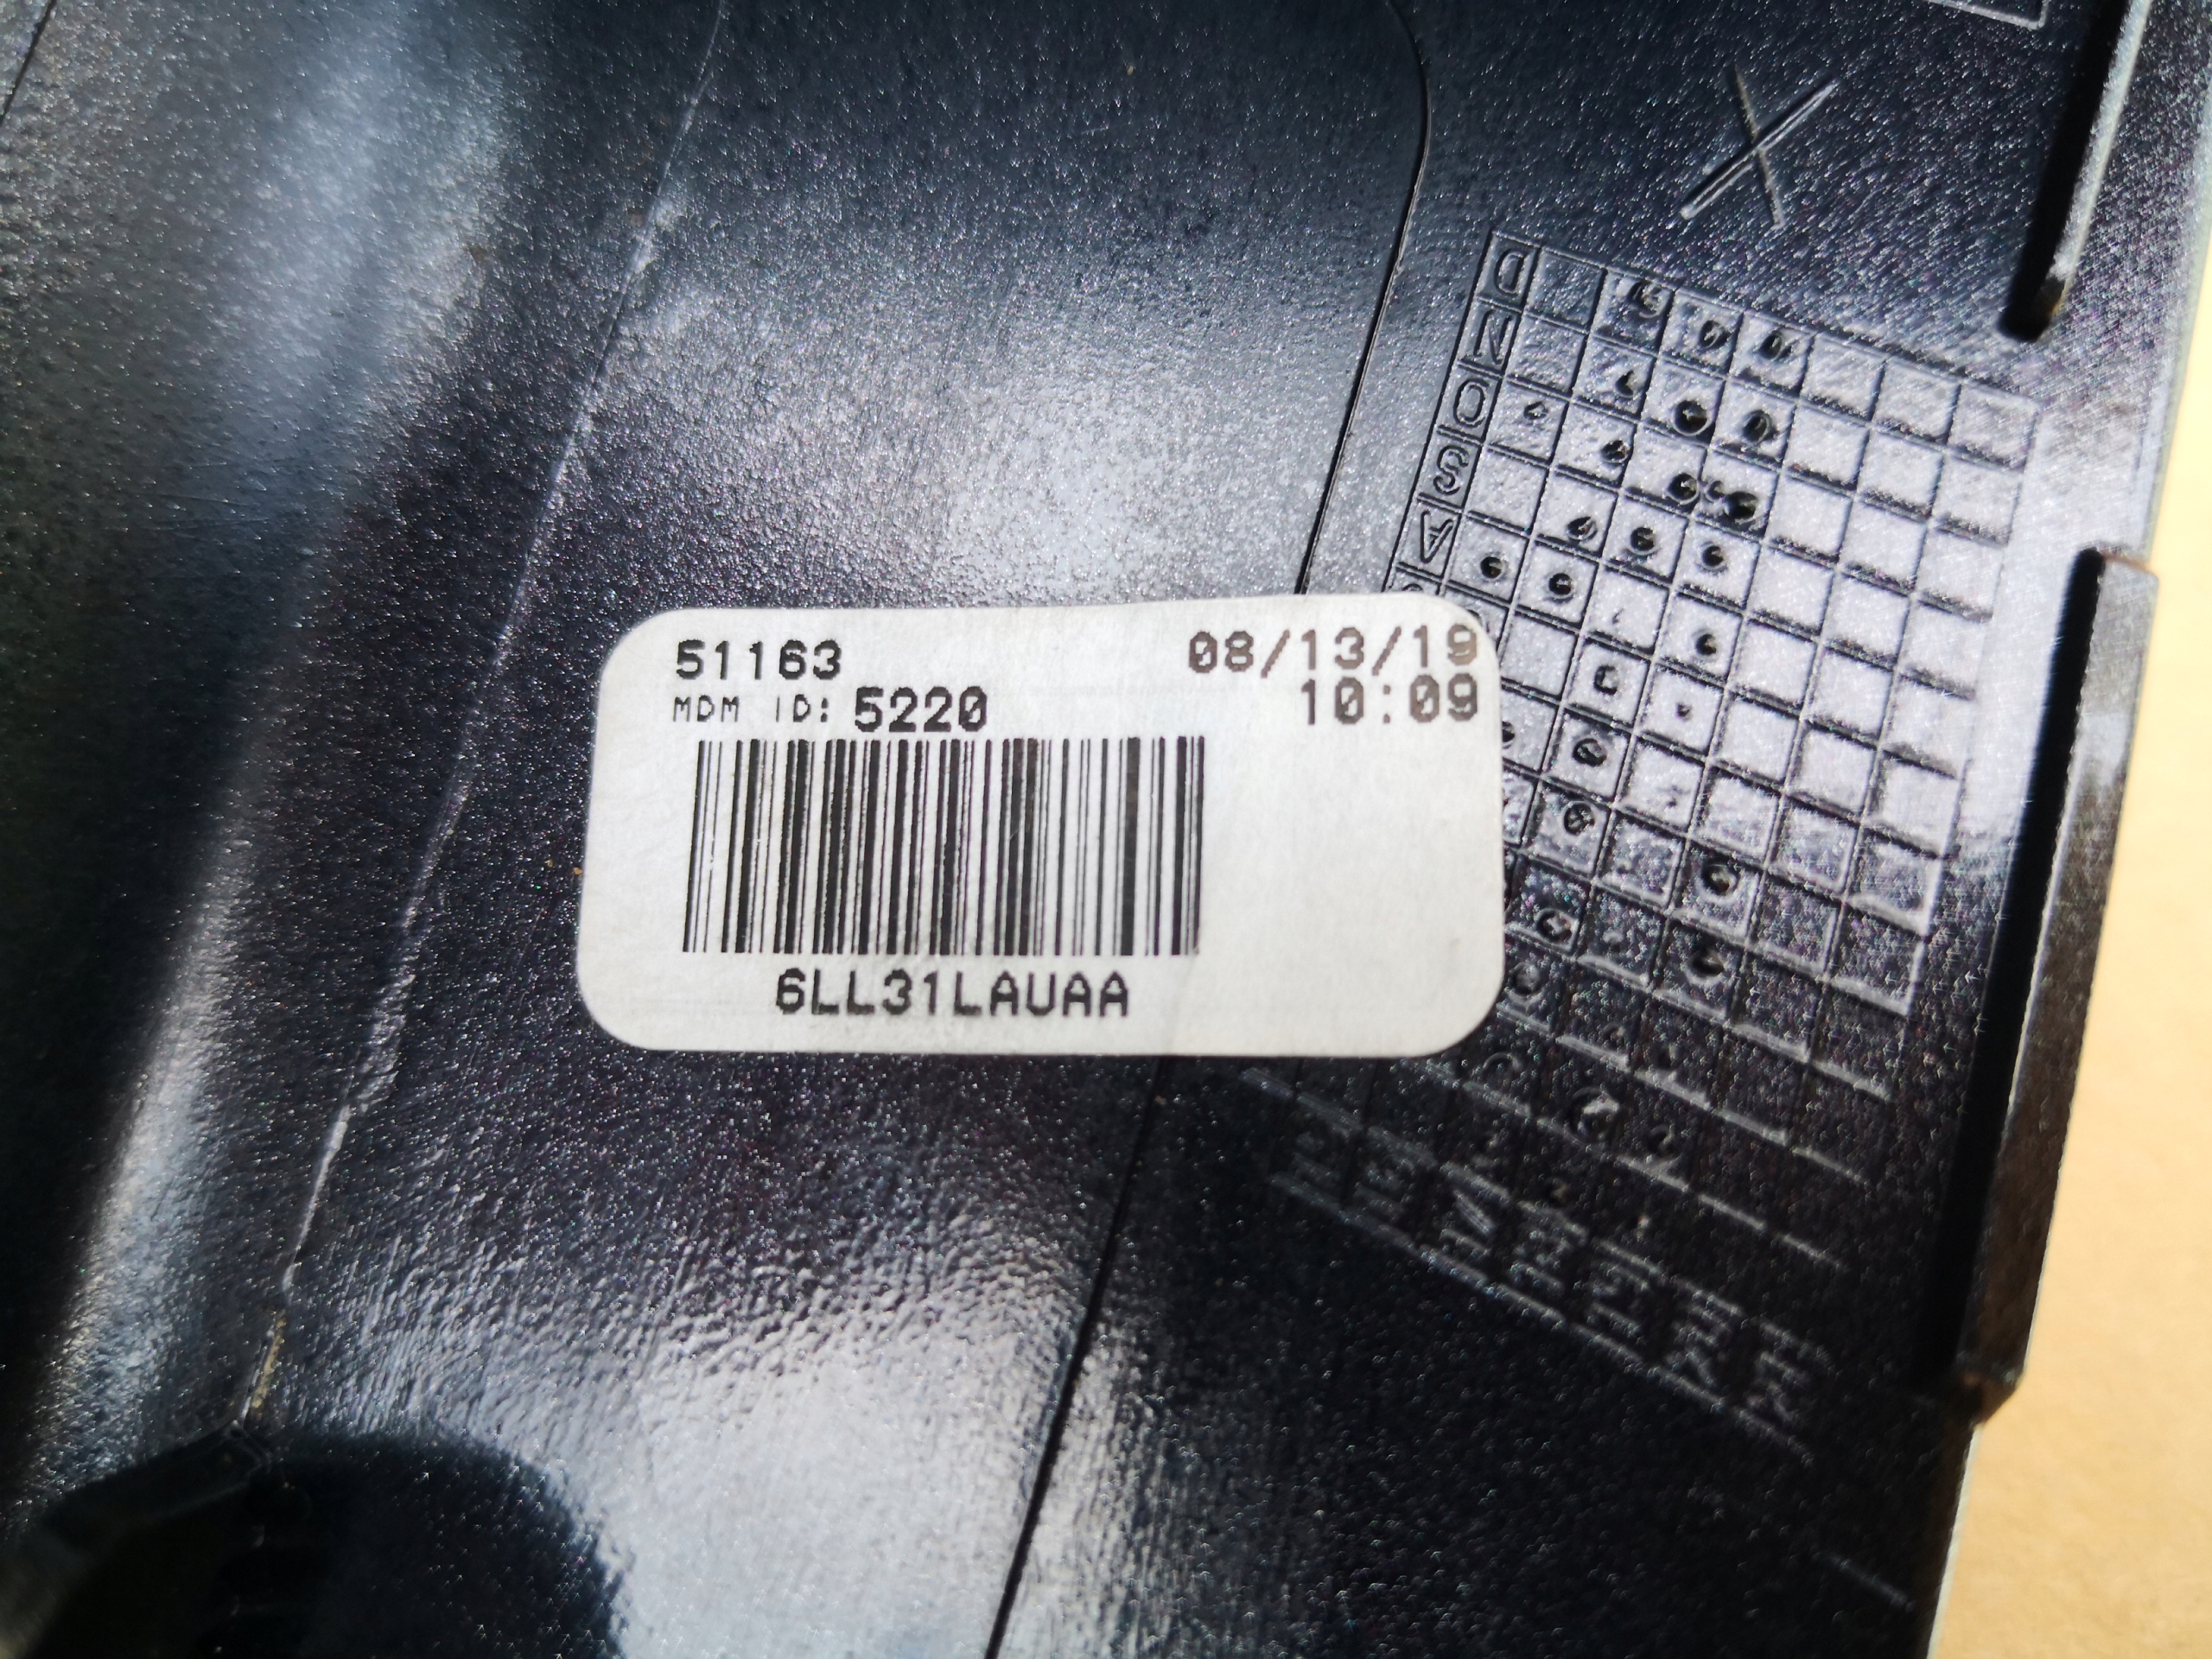 51163
08/13/19
MDM ID: 5220
10:09
6LL31LAUAA
D
N
O
S
A